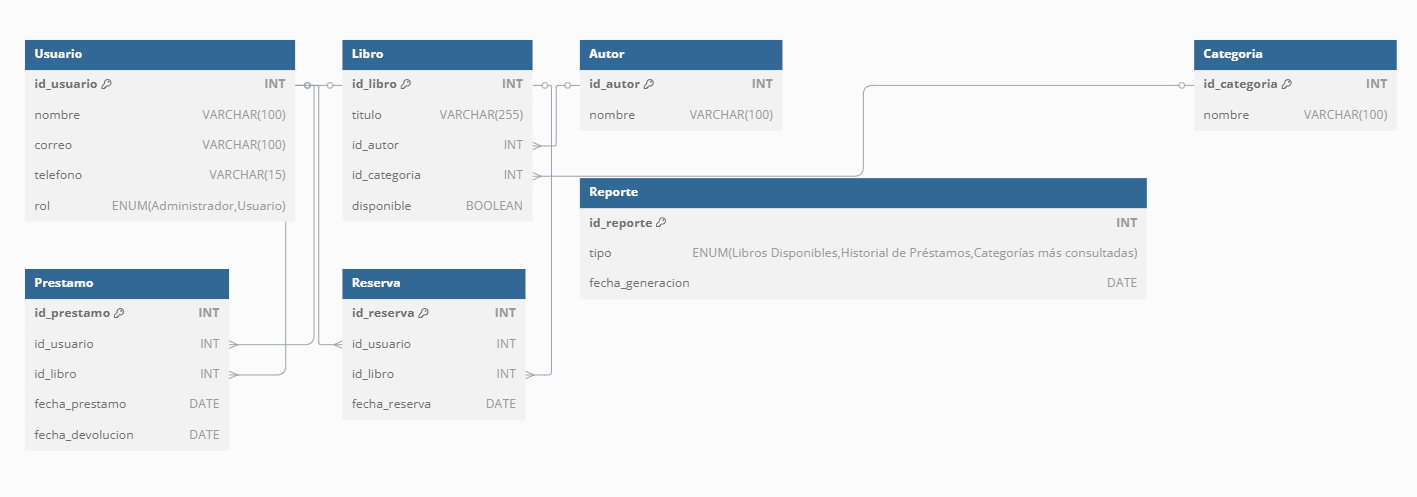 Usuario
id_usuario INT
nombre VARCHAR(100)
correo VARCHAR(100)
telefono VARCHAR(15)
rol ENUM(Administrador,Usuario)
Libro
id_libro INT
titulo VARCHAR(255)
id_autor INT
id_categoria INT
disponible BOOLEAN
Autor
id_autor INT
nombre VARCHAR(100)
Categoria
id_categoria INT
nombre VARCHAR(100)
Reporte
id_reporte INT
tipo ENUM(Libros Disponibles,Historial de Préstamos,Categorías más consultadas)
fecha_generacion DATE
Prestamo
id_prestamo INT
id_usuario INT
id_libro INT
fecha_prestamo DATE
fecha_devolucion DATE
Reserva
id_reserva INT
id_usuario INT
id_libro INT
fecha_reserva DATE